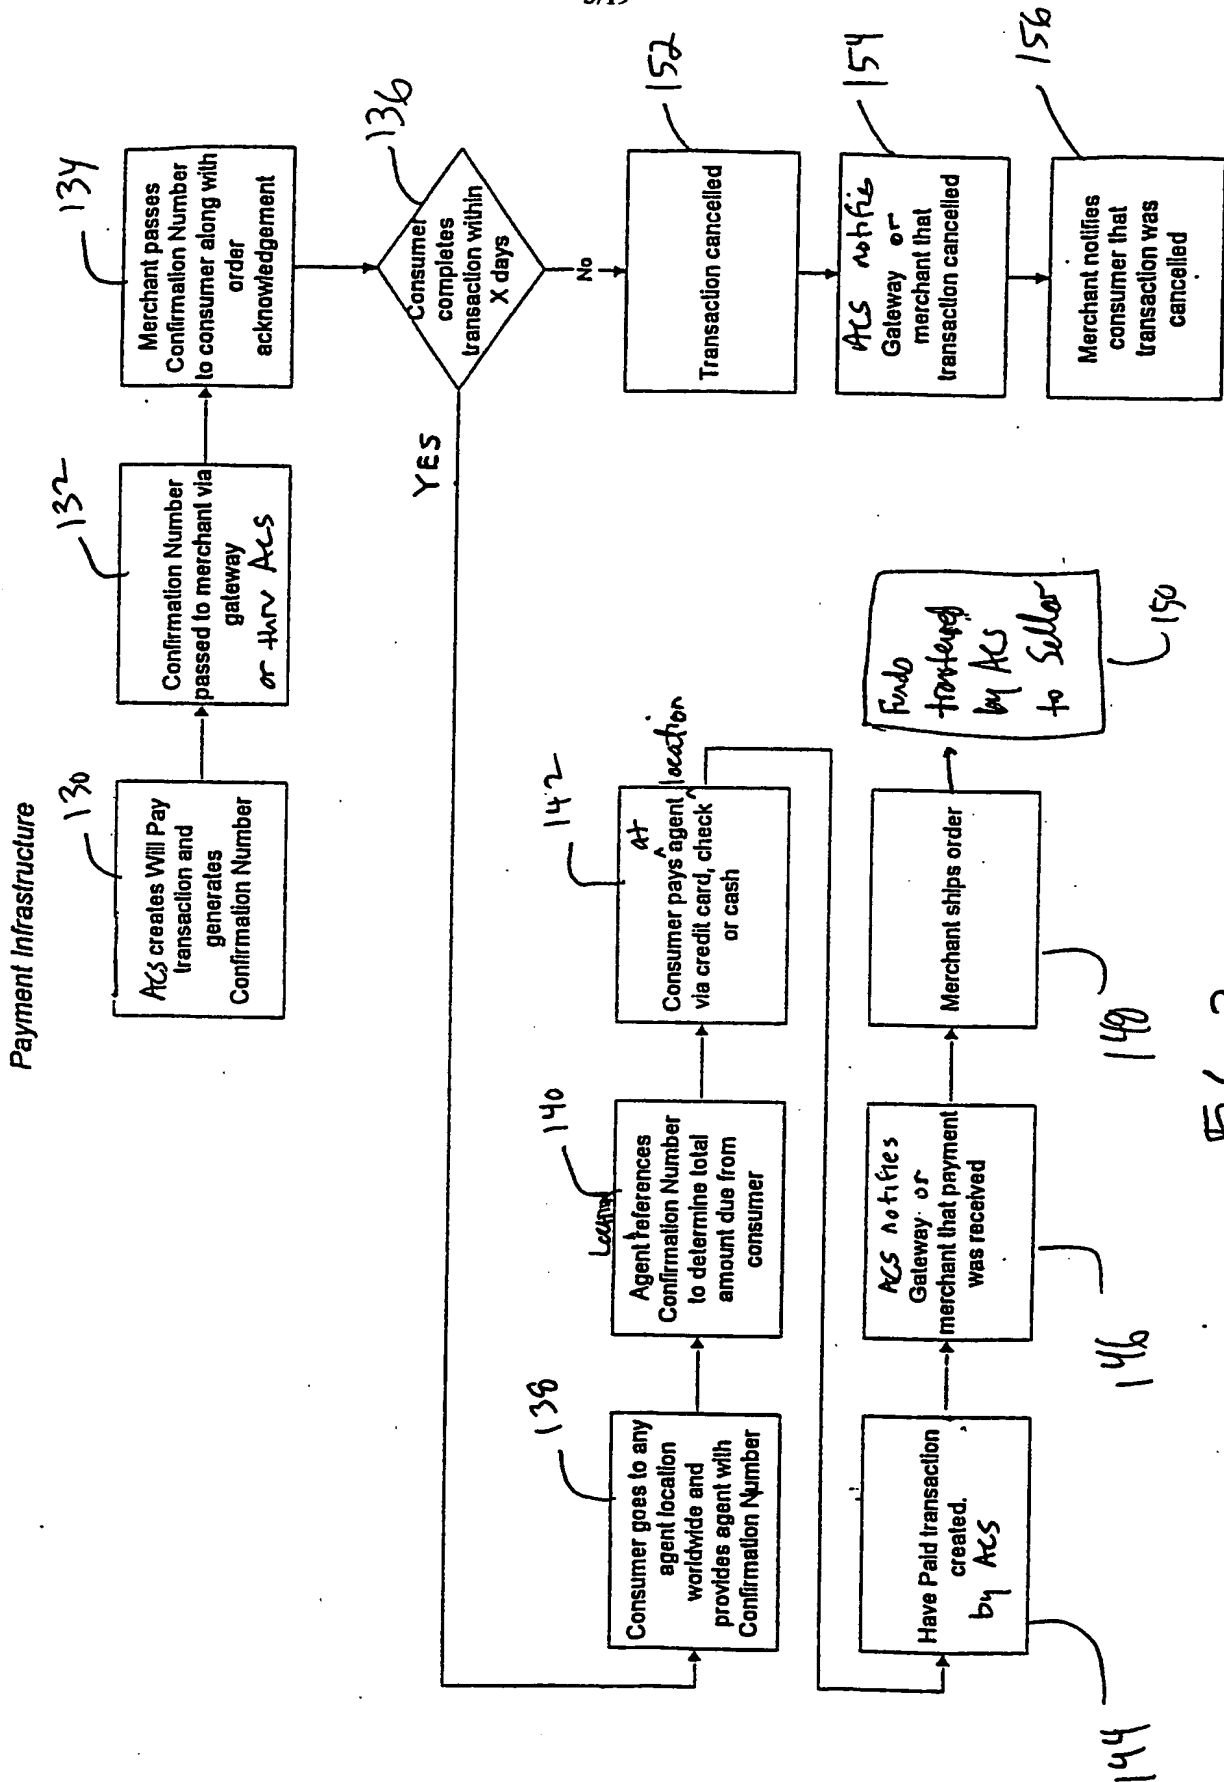 Payment Infrastructure
130
ACS creates Will Pay
transaction and
generates
Confirmation Number
132
Confirmation Number
passed to merchant via
gateway
or thru ACS
134
Merchant passes
Confirmation Number
to consumer along with
order
acknowledgement
136
Consumer
completes
transaction within
X days
YES
No
138
Consumer goes to any
agent location
worldwide and
provides agent with
Confirmation Number
140
Location
Agent references
Confirmation Number
to determine total
amount due from
consumer
142
at
location
Consumer pays ^ agent ^
via credit card, check
or cash
152
Transaction cancelled
144
Have Paid transaction
created.
by ACS
146
ACS notifies
Gateway or
merchant that payment
was received
148
Merchant ships order
150
Funds
transferred
by ACS
to Seller
154
ACS notifies
Gateway or
merchant that
transaction cancelled
156
Merchant notifies
consumer that
transaction was
cancelled